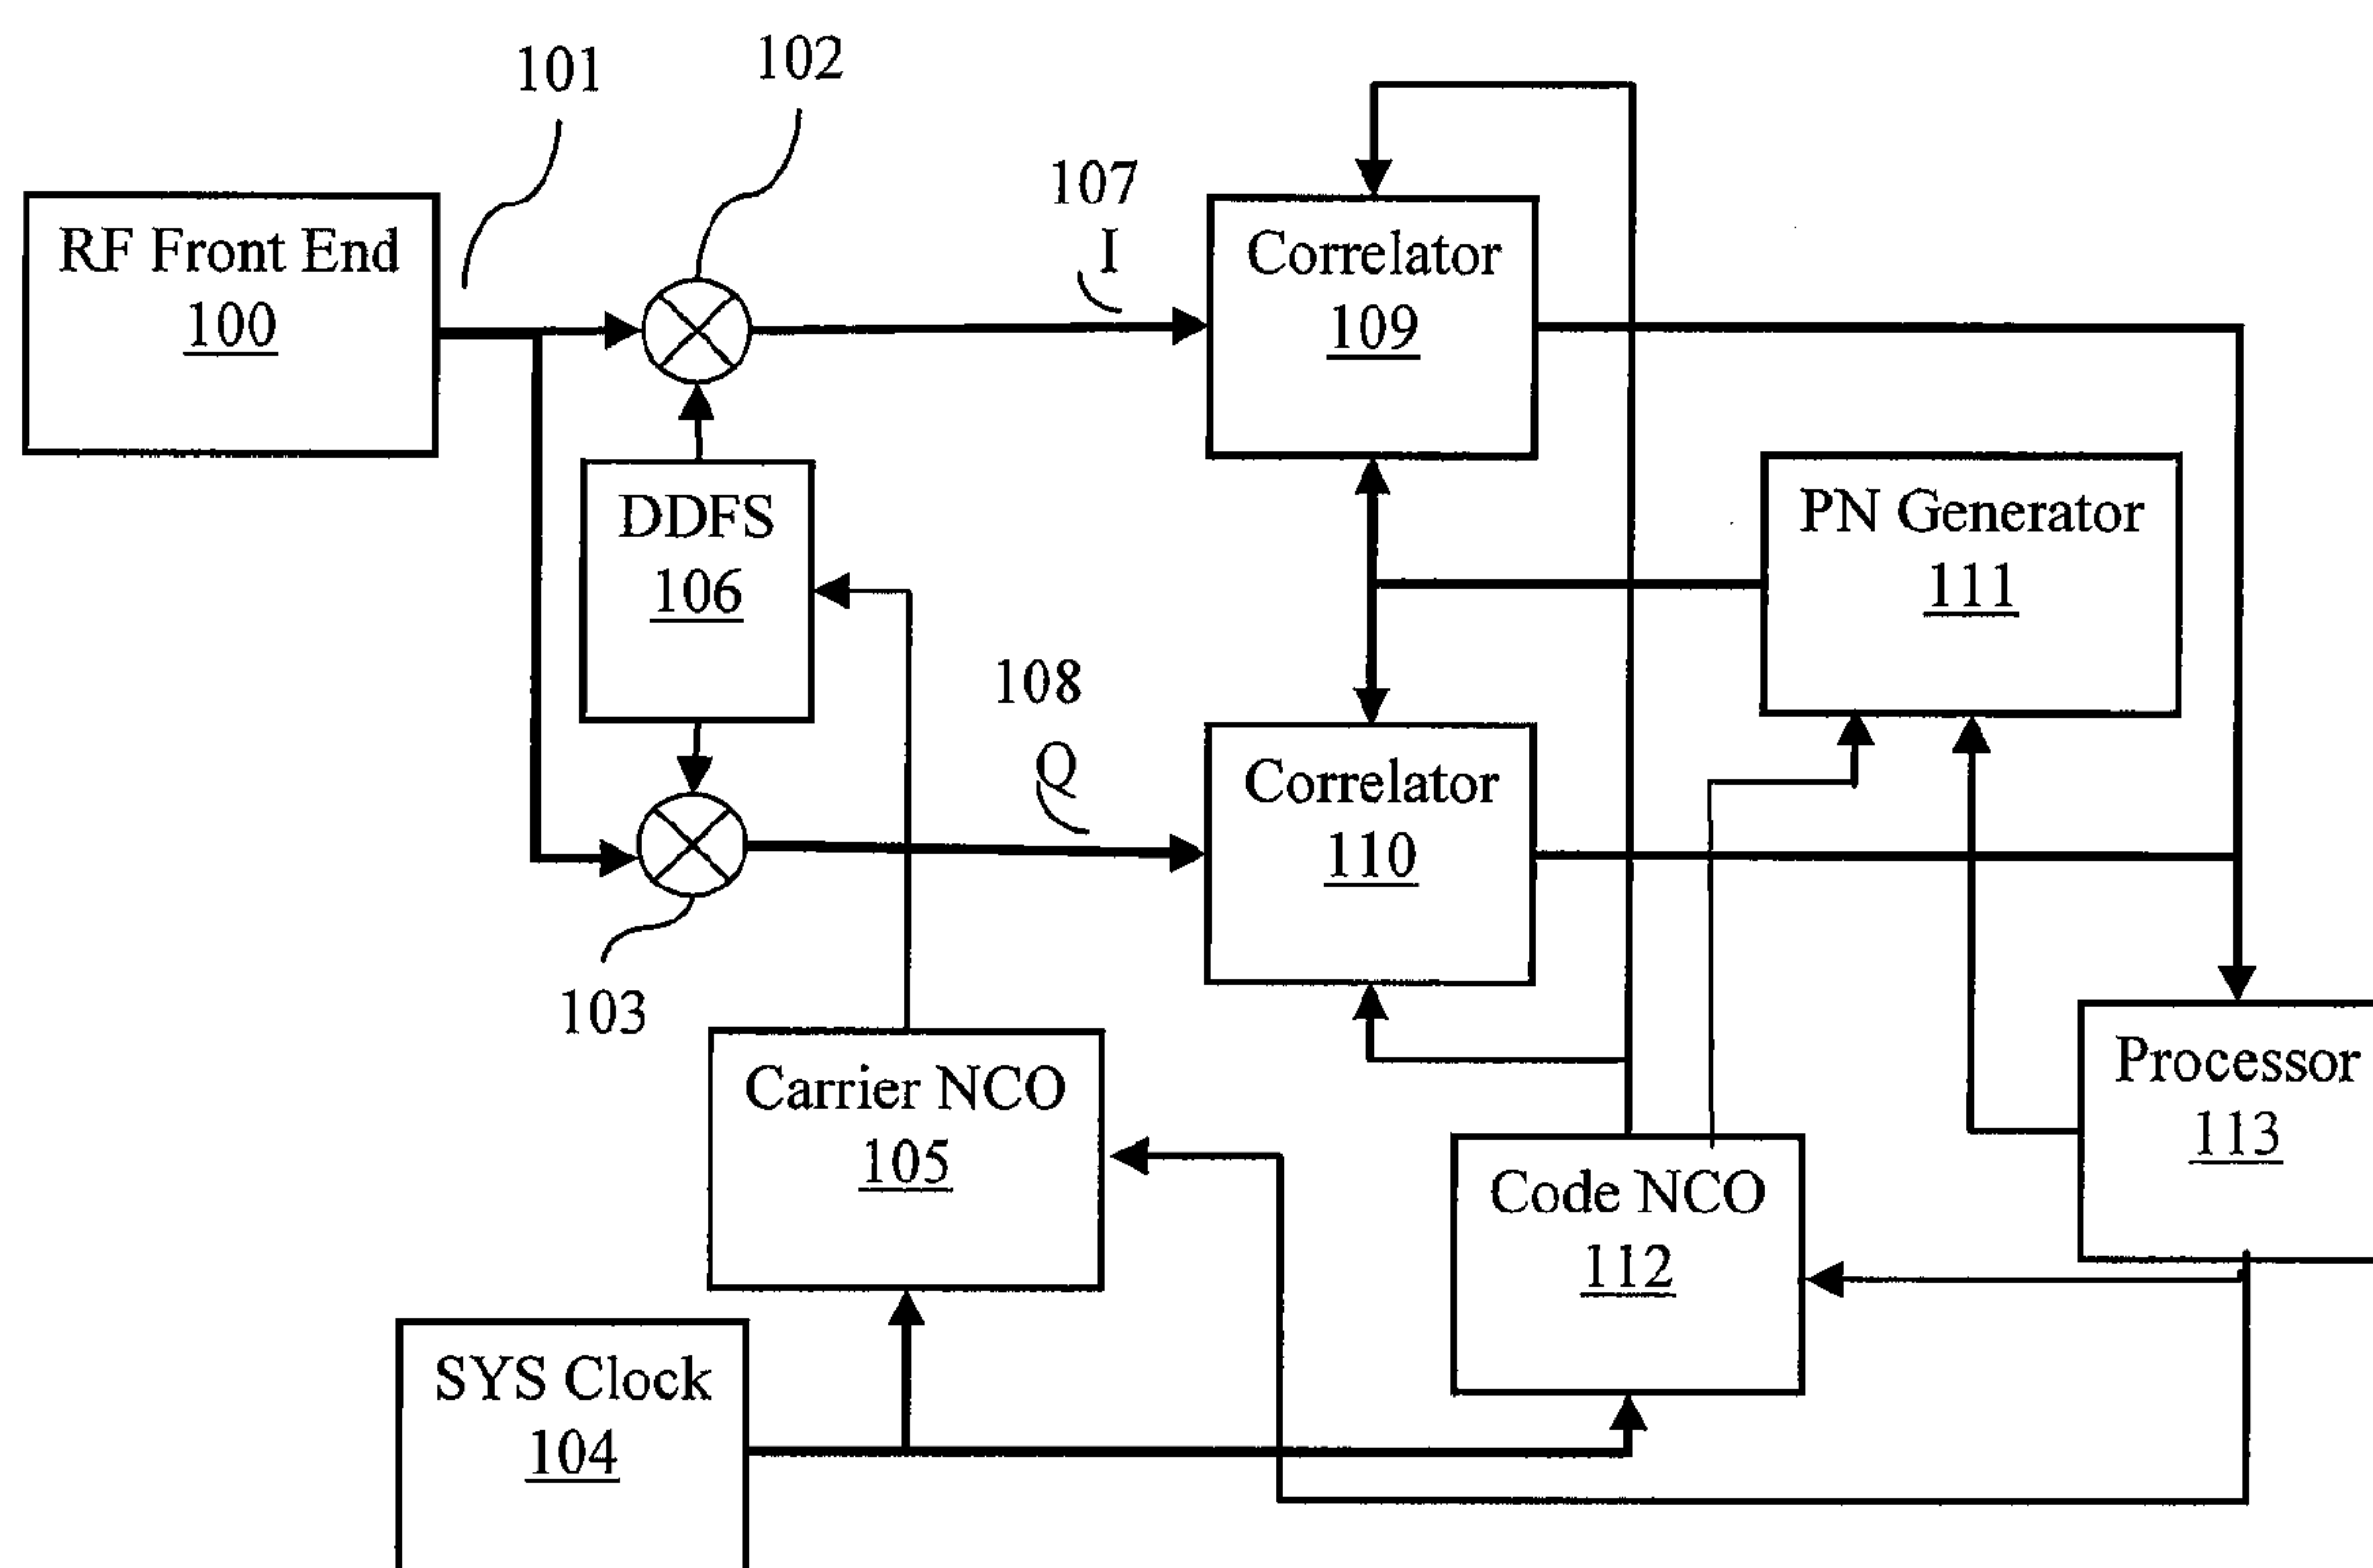 101
102
107
I
RF Front End
100
Correlator
109
DDFS
106
PN Generator
111
108
Q
Correlator
110
103
Carrier NCO
105
Processor
113
Code NCO
112
SYS Clock
104